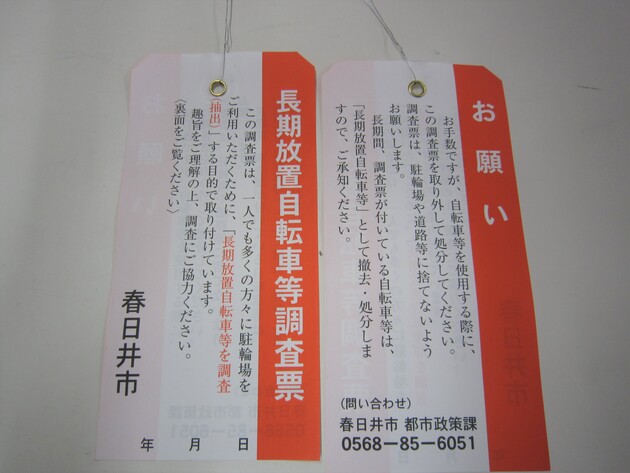 長期放置自転車等調査票
この調査票は、一人でも多くの方々に駐輪場を
ご利用いただくために、「長期放置自転車等を調査
(抽出)」する目的で取り付けています。
趣旨をご理解の上、調査にご協力ください。
〈裏面をご覧ください〉
春日井市
年 月 日
お願い
お手数ですが、自転車等を使用する際に、
この調査票を取り外して処分してください。
調査票は、駐輪場や道路等に捨てないよう
お願いします。
長期間、調査票が付いている自転車等は、
「長期放置自転車等」として撤去・処分しま
すので、ご承知ください。
(問い合わせ)
春日井市 都市政策課
0568-85-6051